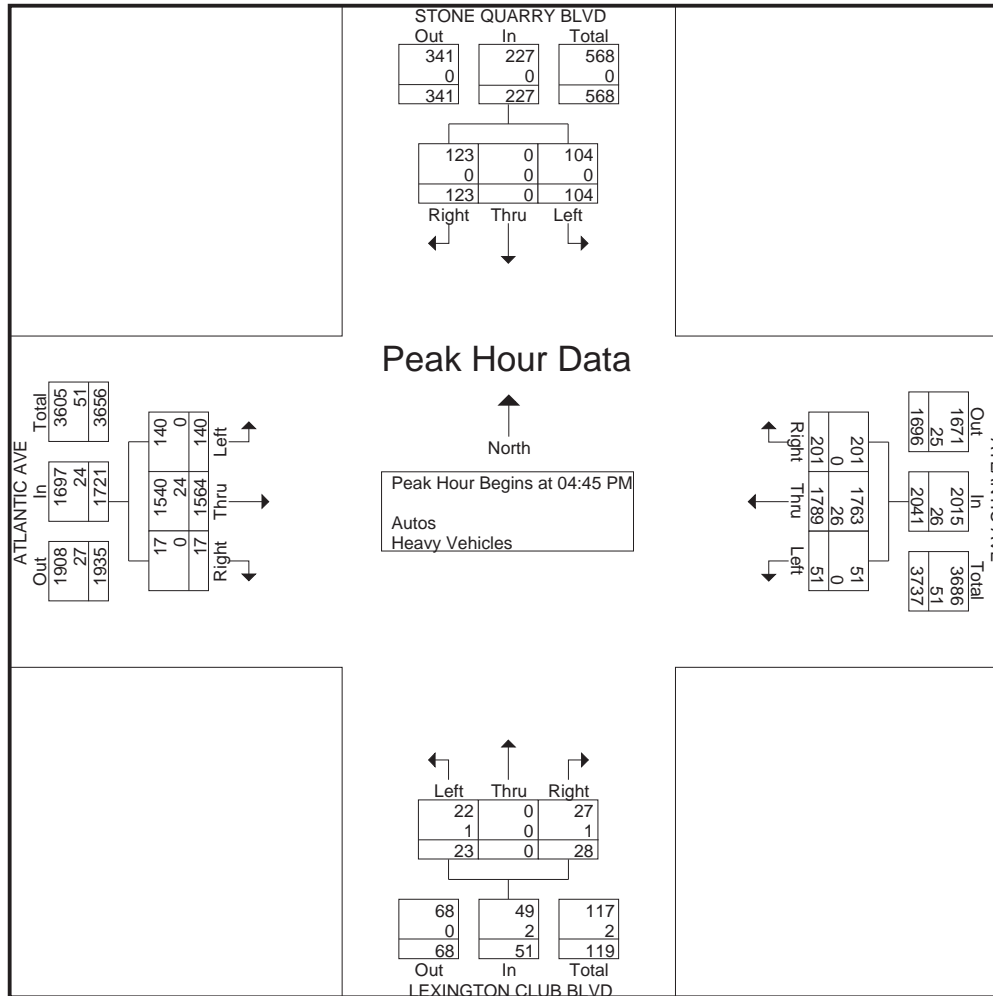 STONE QUARRY BLVD
Out In Total
341 227 568
0 0 0
341 227 568
123 0 104
0 0 0
123 0 104
Right Thru Left
Peak Hour Data
North
Peak Hour Begins at 04:45 PM
Autos
Heavy Vehicles
ATLANTIC AVE
Total In Out
3605 1697 1908
51 24 27
3656 1721 1935
140 1540 17
0 24 0
140 1564 17
Left Thru Right
Out In Total
1671 2015 3686
25 26 51
1696 2041 3737
201 1763 51
0 26 0
201 1789 51
Right Thru Left
Left Thru Right
22 0 27
1 0 1
23 0 28
68 49 117
0 2 2
68 51 119
Out In Total
LEXINGTON CLUB BLVD